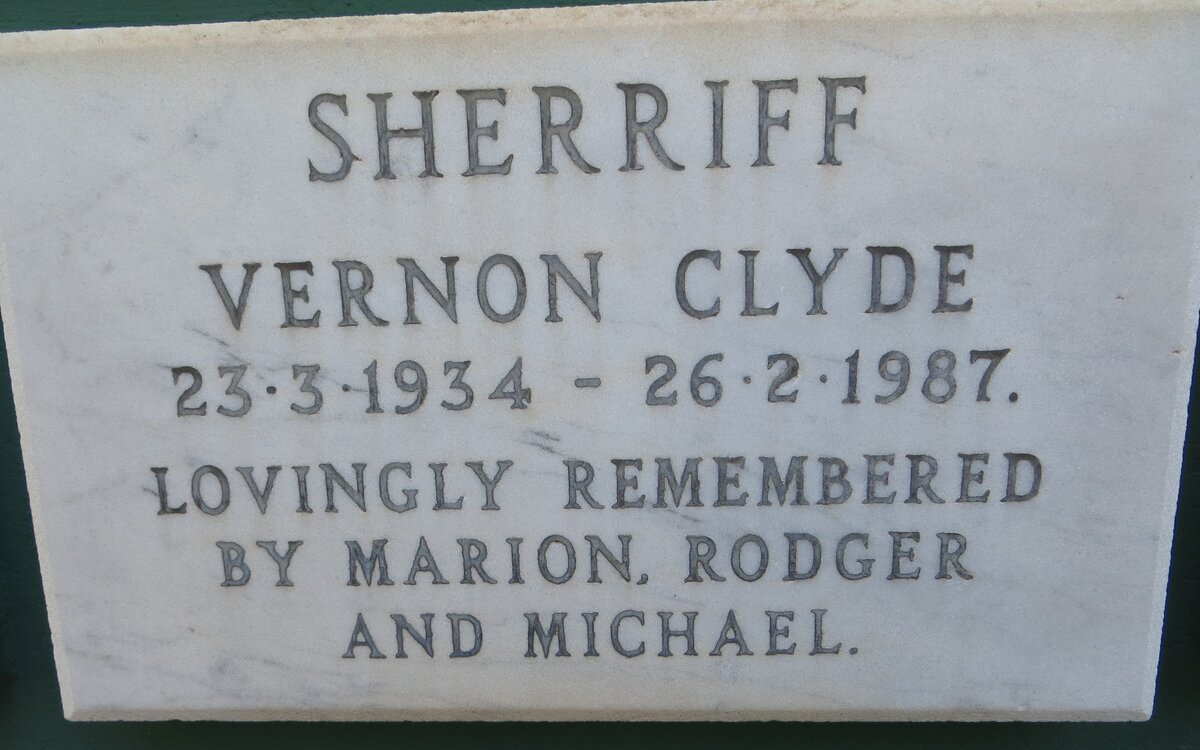 SHERRIFF
VERNON CLYDE
23·3·1934 - 26·2·1987.
LOVINGLY REMEMBERED
BY MARION, RODGER
AND MICHAEL.